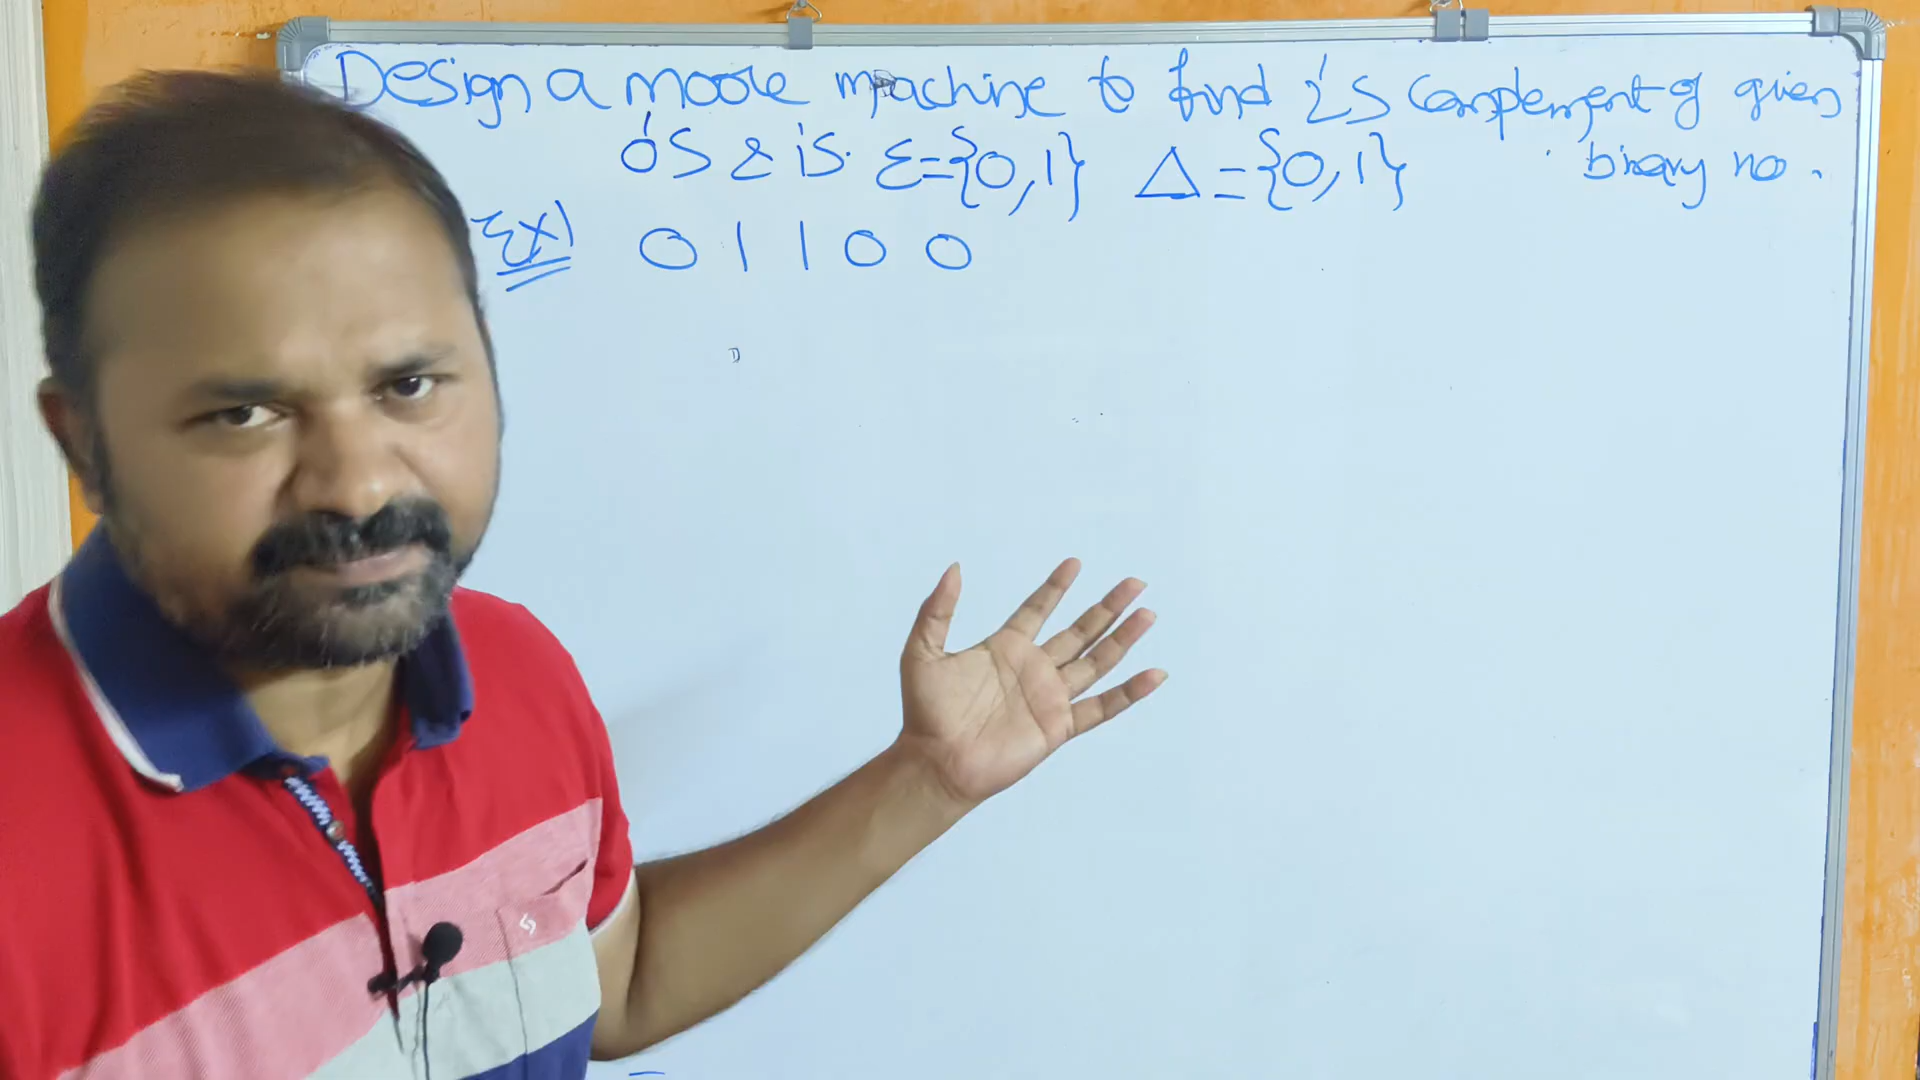 Design a moore machine to find 2's complement of given
0's & 1's. Σ={0,1} Δ={0,1} binary no.
Ex) 0 1 1 0 0